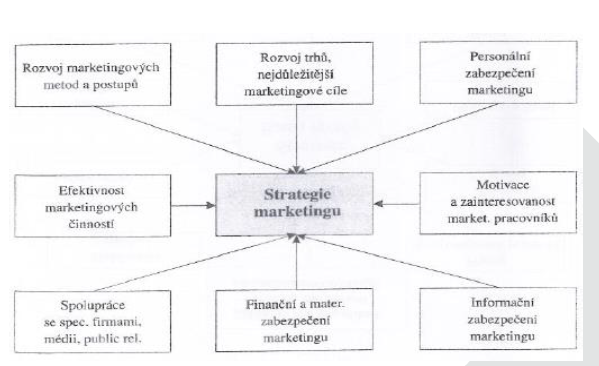 Rozvoj marketingových
metod a postupů
Rozvoj trhů,
nejdůležitější
marketingové cíle
Personální
zabezpečení
marketingu
Efektivnost
marketingových
činností
Strategie
marketingu
Motivace
a zainteresovanost
market. pracovníků
Spolupráce
se spec. firmami,
médii, public rel.
Finanční a mater.
zabezpečení
marketingu
Informační
zabezpečení
marketingu